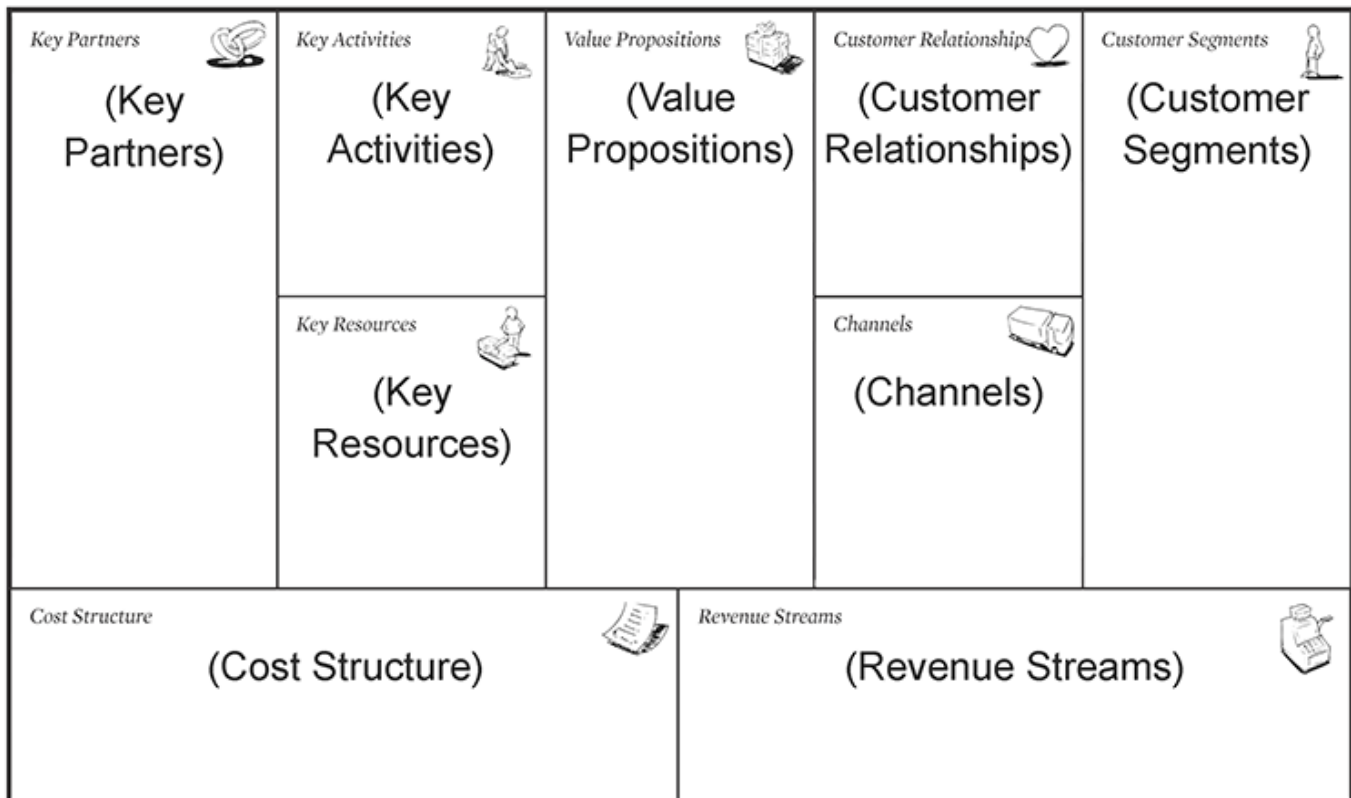 Key Partners
(Key
Partners)
Key Activities
(Key
Activities)
Key Resources
(Key
Resources)
Value Propositions
(Value
Propositions)
Customer Relationships
(Customer
Relationships)
Channels
(Channels)
Customer Segments
(Customer
Segments)
Cost Structure
(Cost Structure)
Revenue Streams
(Revenue Streams)